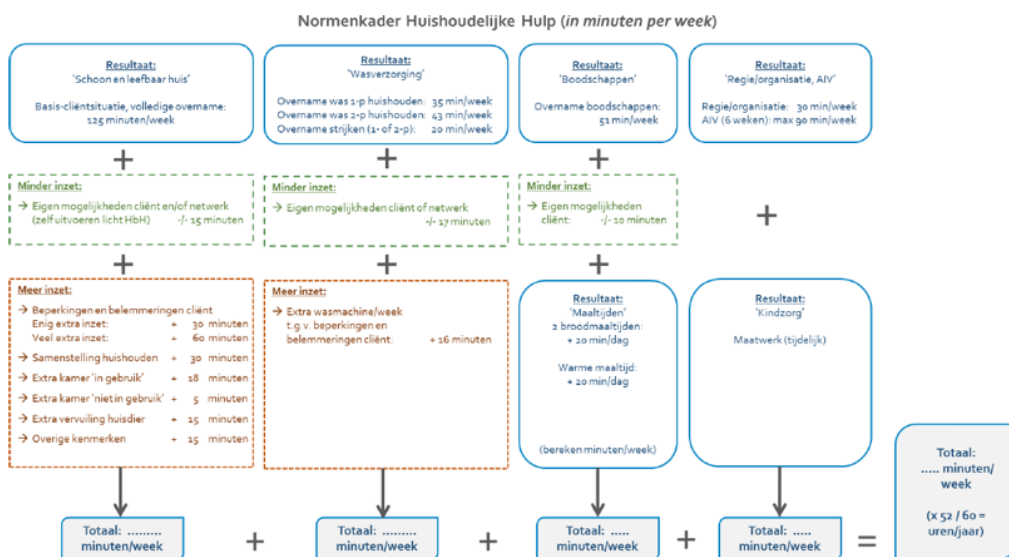 Normenkader Huishoudelijke Hulp (in minuten per week)
Resultaat:
'Schoon en leefbaar huis'
Basis-cliëntsituatie, volledige overname:
125 minuten/week
Resultaat:
'Wasverzorging'
Overname was 1-p huishouden: 35 min/week
Overname was 2-p huishouden: 43 min/week
Overname strijken (1- of 2-p): 20 min/week
Resultaat:
'Boodschappen'
Overname boodschappen:
51 min/week
Resultaat:
'Regie/organisatie, AIV'
Regie/organisatie: 30 min/week
AIV (6 weken): max 90 min/week
+ + +
Minder inzet:
→ Eigen mogelijkheden cliënt en/of netwerk
(zelf uitvoeren licht HbH) -/- 15 minuten
Minder inzet:
→ Eigen mogelijkheden cliënt of netwerk
-/- 17 minuten
Minder inzet:
→ Eigen mogelijkheden
cliënt: -/- 10 minuten
+
+ + +
Meer inzet:
→ Beperkingen en belemmeringen cliënt
Enig extra inzet: + 30 minuten
Veel extra inzet: + 60 minuten
→ Samenstelling huishouden + 30 minuten
→ Extra kamer 'in gebruik' + 18 minuten
→ Extra kamer 'niet in gebruik' + 5 minuten
→ Extra vervuiling huisdier + 15 minuten
→ Overige kenmerken + 15 minuten
Meer inzet:
→ Extra wasmachine/week
t.g.v. beperkingen en
belemmeringen cliënt: + 16 minuten
Resultaat:
'Maaltijden'
2 broodmaaltijden:
+ 20 min/dag
Warme maaltijd:
+ 20 min/dag
(bereken minuten/week)
Resultaat:
'Kindzorg'
Maatwerk (tijdelijk)
Totaal: .........
minuten/week
+
Totaal: .........
minuten/week
+
Totaal: .....
minuten/week
+
Totaal: .....
minuten/week
=
Totaal:
..... minuten/
week
(x 52 / 60 =
uren/jaar)